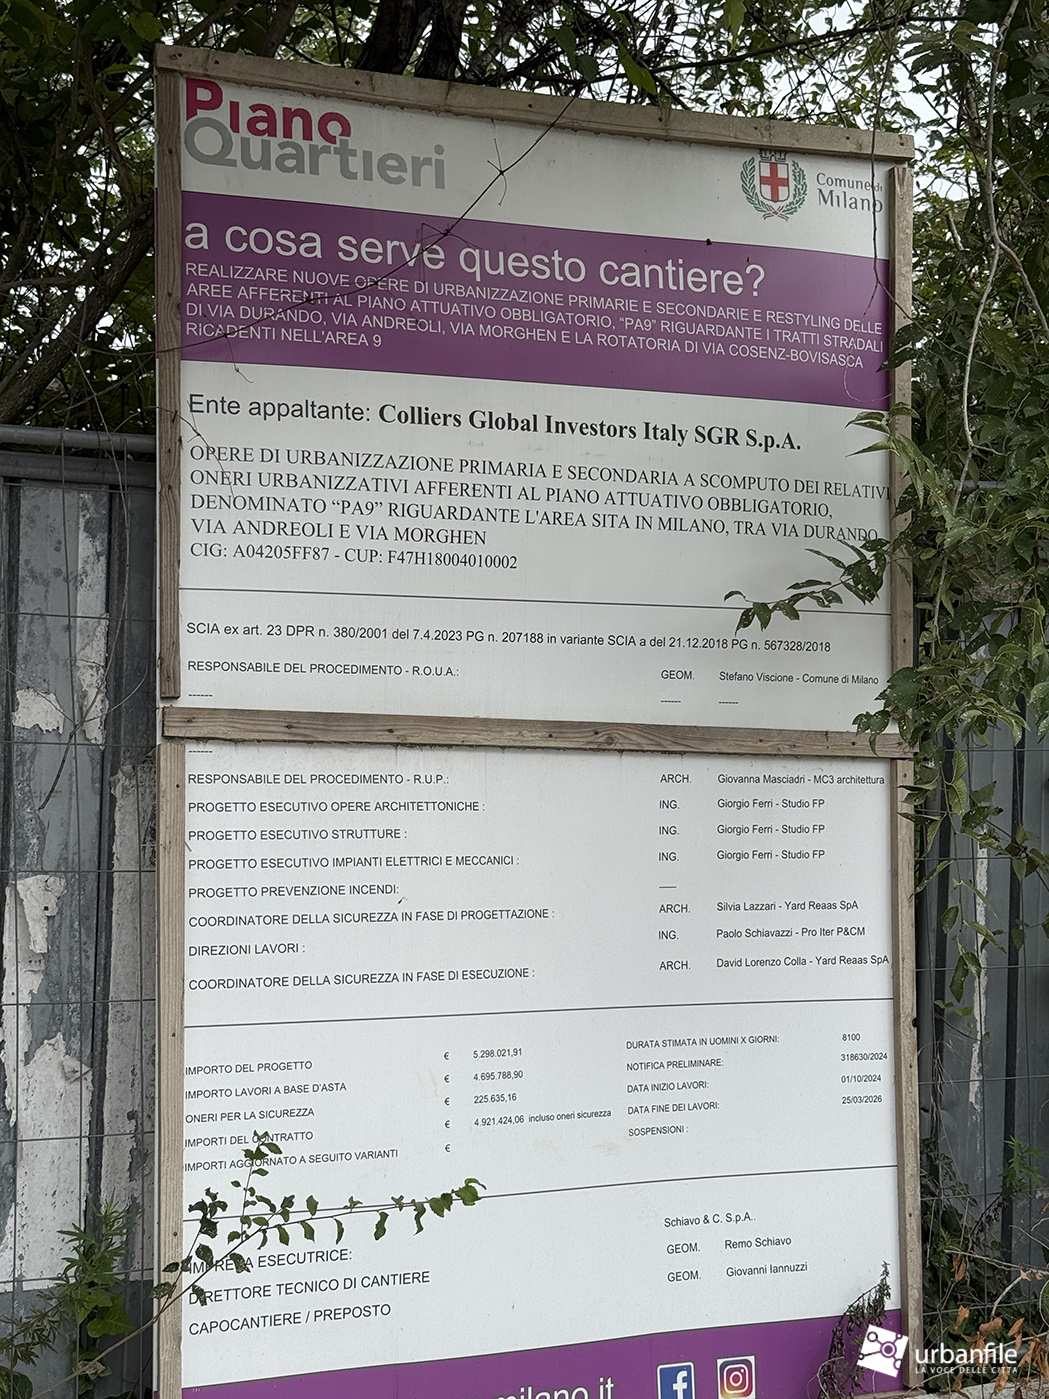 Piano
Quartieri
Comune di
Milano
a cosa serve questo cantiere?
REALIZZARE NUOVE OPERE DI URBANIZZAZIONE PRIMARIE E SECONDARIE E RESTYLING DELLE
AREE AFFERENTI AL PIANO ATTUATIVO OBBLIGATORIO, “PA9” RIGUARDANTE I TRATTI STRADALI
DI VIA DURANDO, VIA ANDREOLI, VIA MORGHEN E LA ROTATORIA DI VIA COSENZ-BOVISASCA
RICADENTI NELL'AREA 9
Ente appaltante: Colliers Global Investors Italy SGR S.p.A.
OPERE DI URBANIZZAZIONE PRIMARIA E SECONDARIA A SCOMPUTO DEI RELATIVI
ONERI URBANIZZATIVI AFFERENTI AL PIANO ATTUATIVO OBBLIGATORIO,
DENOMINATO “PA9” RIGUARDANTE L'AREA SITA IN MILANO, TRA VIA DURANDO,
VIA ANDREOLI E VIA MORGHEN
CIG: A04205FF87 - CUP: F47H18004010002
SCIA ex art. 23 DPR n. 380/2001 del 7.4.2023 PG n. 207188 in variante SCIA a del 21.12.2018 PG n. 567328/2018
RESPONSABILE DEL PROCEDIMENTO - R.O.U.A.: GEOM. Stefano Viscione - Comune di Milano
------ ------ ------
------
RESPONSABILE DEL PROCEDIMENTO - R.U.P.: ARCH. Giovanna Masciadri - MC3 architettura
PROGETTO ESECUTIVO OPERE ARCHITETTONICHE : ING. Giorgio Ferri - Studio FP
PROGETTO ESECUTIVO STRUTTURE : ING. Giorgio Ferri - Studio FP
PROGETTO ESECUTIVO IMPIANTI ELETTRICI E MECCANICI : ING. Giorgio Ferri - Studio FP
PROGETTO PREVENZIONE INCENDI: ___
COORDINATORE DELLA SICUREZZA IN FASE DI PROGETTAZIONE : ARCH. Silvia Lazzari - Yard Reaas SpA
DIREZIONI LAVORI : ING. Paolo Schiavazzi - Pro Iter P&CM
COORDINATORE DELLA SICUREZZA IN FASE DI ESECUZIONE : ARCH. David Lorenzo Colla - Yard Reaas SpA
IMPORTO DEL PROGETTO € 5.298.021,91
IMPORTO LAVORI A BASE D'ASTA € 4.695.788,90
ONERI PER LA SICUREZZA € 225.635,16
IMPORTI DEL CONTRATTO € 4.921.424,06 incluso oneri sicurezza
IMPORTI AGGIORNATO A SEGUITO VARIANTI €
DURATA STIMATA IN UOMINI X GIORNI: 8100
NOTIFICA PRELIMINARE: 318630/2024
DATA INIZIO LAVORI: 01/10/2024
DATA FINE DEI LAVORI: 25/03/2026
SOSPENSIONI :
IMPRESA ESECUTRICE: Schiavo & C. S.p.A..
DIRETTORE TECNICO DI CANTIERE GEOM. Remo Schiavo
CAPOCANTIERE / PREPOSTO GEOM. Giovanni Iannuzzi
milano.it
urbanfile
LA VOCE DELLE CITTÀ